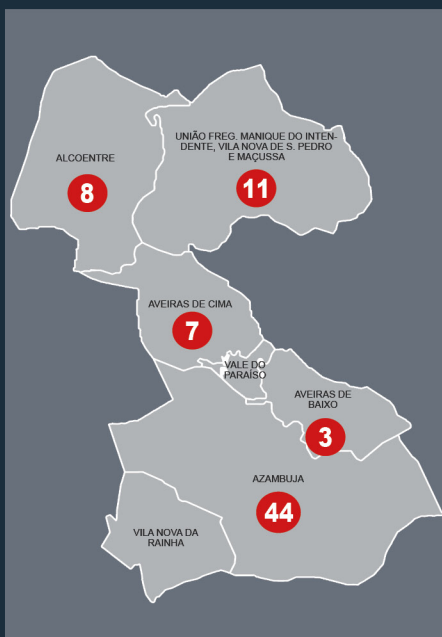 ALCOENTRE
8
UNIÃO FREG. MANIQUE DO INTEN-
DENTE, VILA NOVA DE S. PEDRO
E MAÇUSSA
11
AVEIRAS DE CIMA
7
VALE DO
PARAÍSO
AVEIRAS DE
BAIXO
3
AZAMBUJA
44
VILA NOVA DA
RAINHA